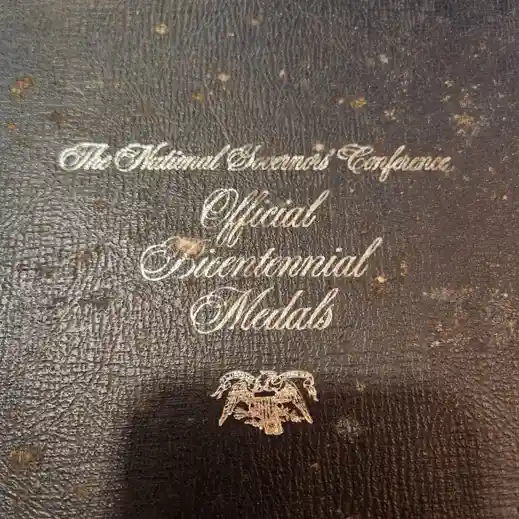 The National Governors' Conference
Official
Bicentennial
Medals